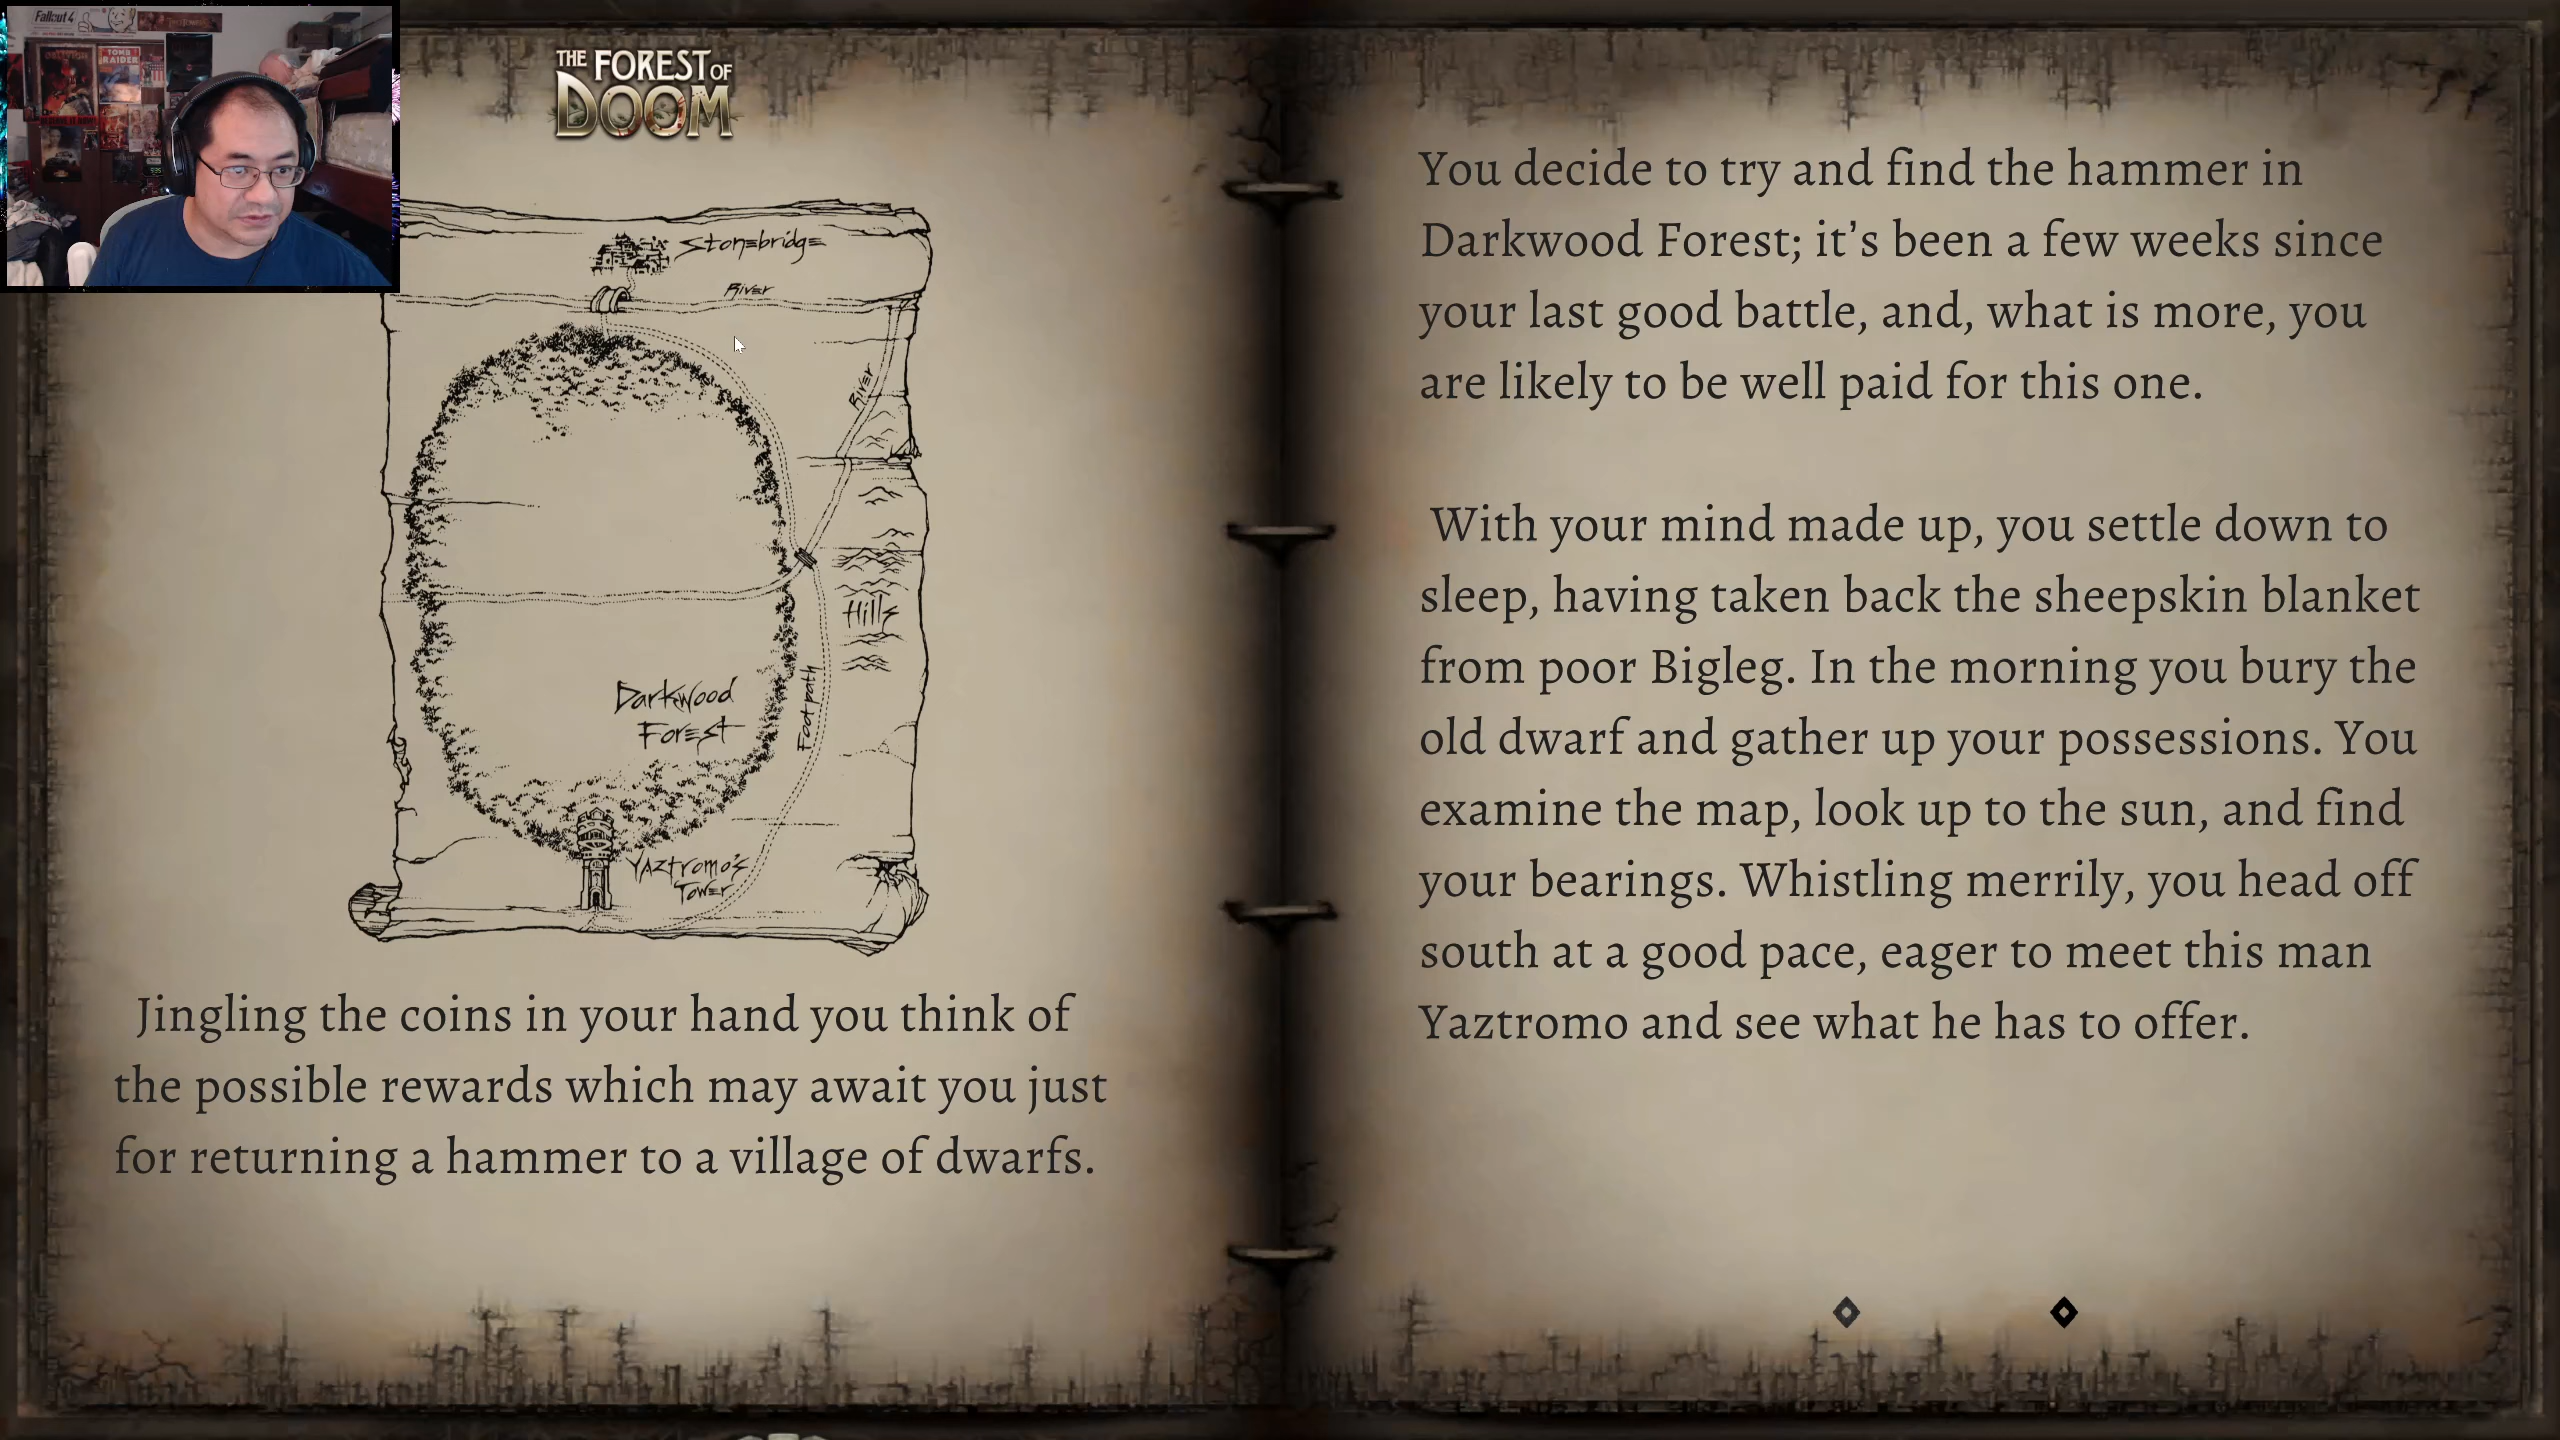 Fallout 4
TOMB
RAIDER
THE FOREST OF
DOOM
Stonebridge
River
River
Hills
Darkwood
Forest
Footpath
Yaztromo's
Tower
Jingling the coins in your hand you think of
the possible rewards which may await you just
for returning a hammer to a village of dwarfs.
You decide to try and find the hammer in
Darkwood Forest; it’s been a few weeks since
your last good battle, and, what is more, you
are likely to be well paid for this one.
With your mind made up, you settle down to
sleep, having taken back the sheepskin blanket
from poor Bigleg. In the morning you bury the
old dwarf and gather up your possessions. You
examine the map, look up to the sun, and find
your bearings. Whistling merrily, you head off
south at a good pace, eager to meet this man
Yaztromo and see what he has to offer.